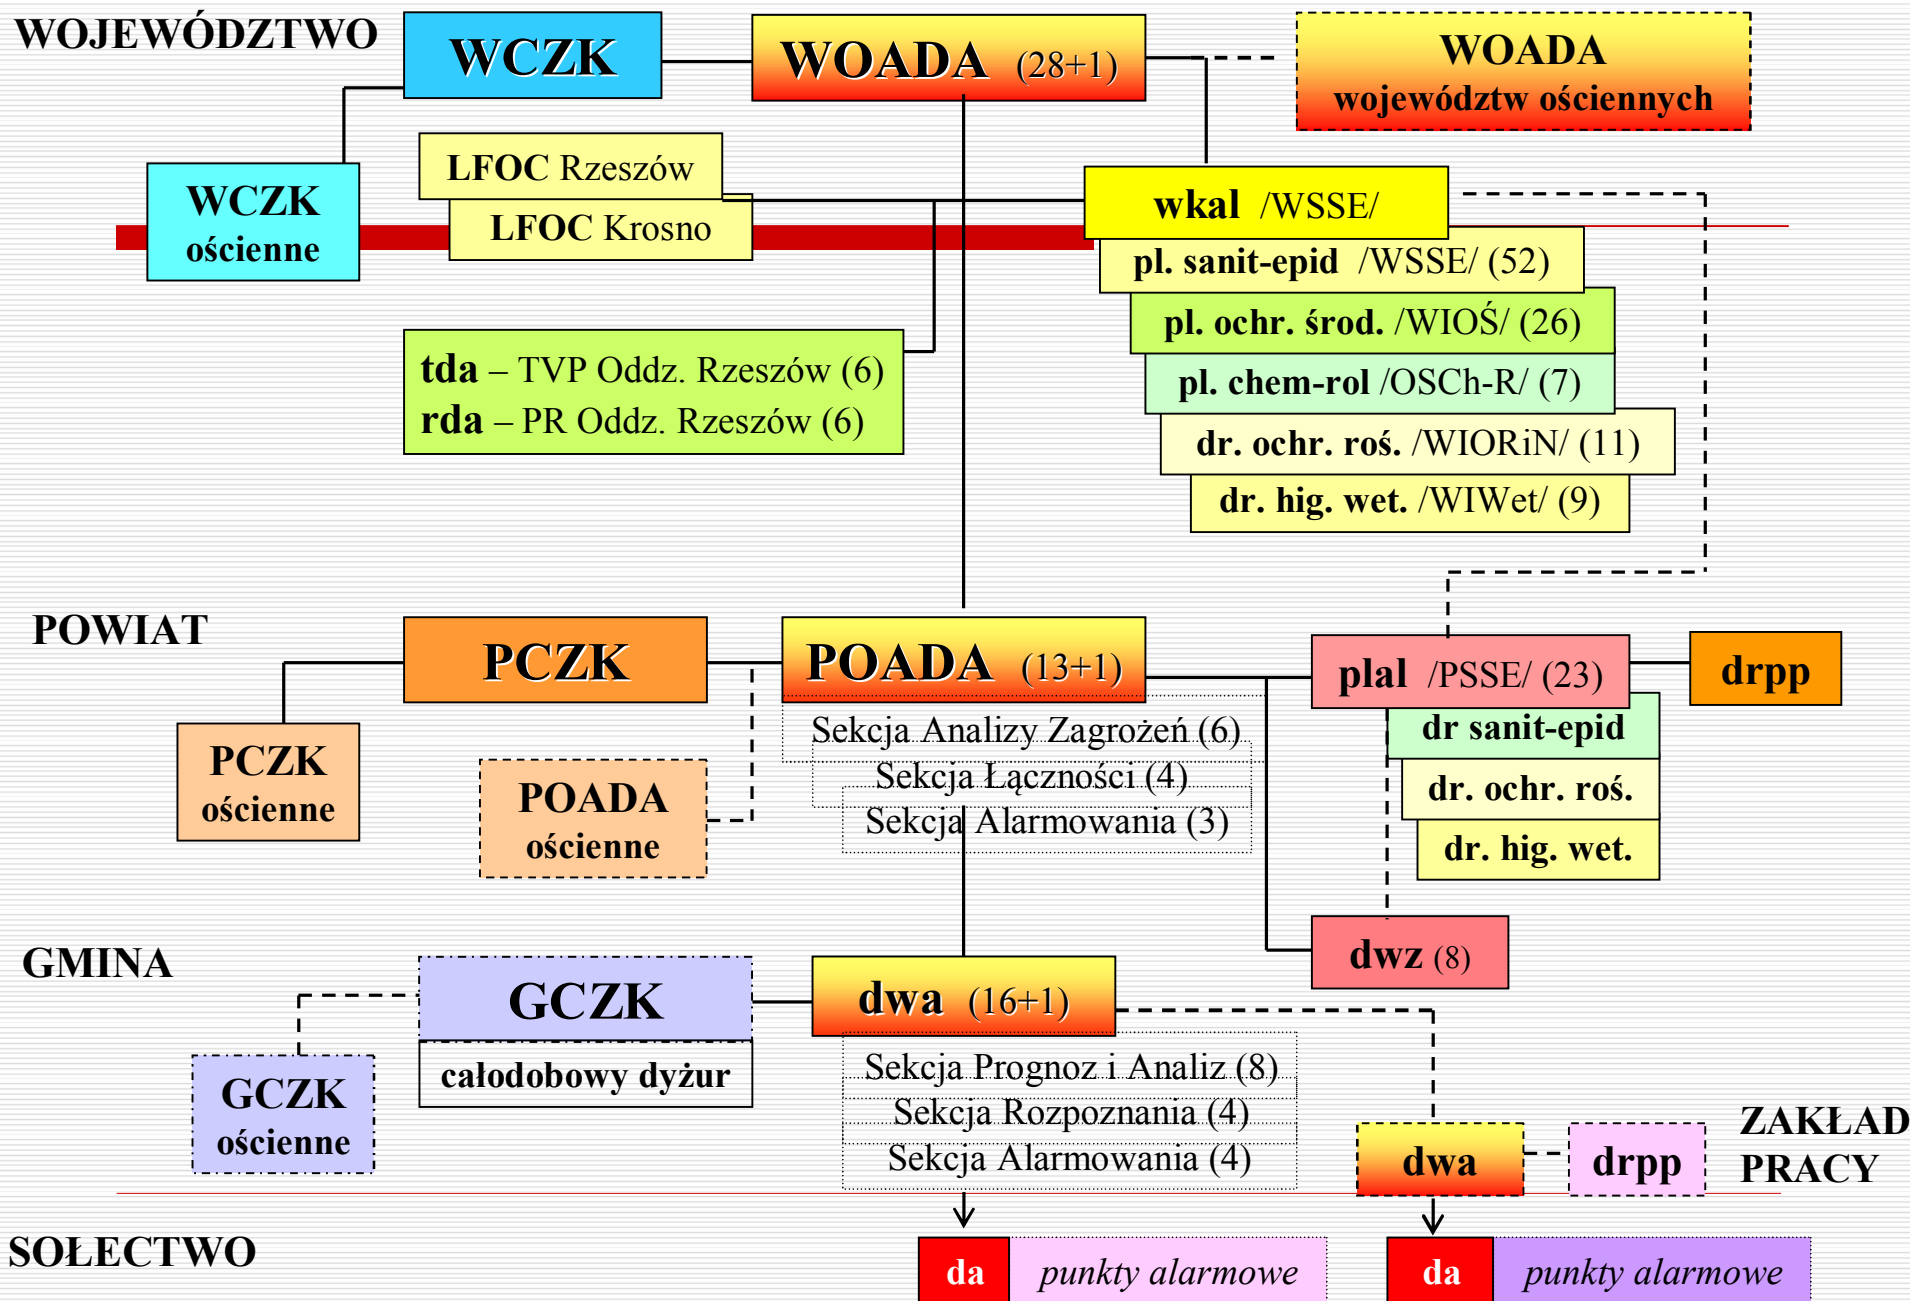 WOJEWÓDZTWO
WCZK
WOADA (28+1)
WOADA
województw ościennych
WCZK
ościenne
LFOC Rzeszów
LFOC Krosno
wkal /WSSE/
pl. sanit-epid /WSSE/ (52)
pl. ochr. środ. /WIOŚ/ (26)
pl. chem-rol /OSCh-R/ (7)
dr. ochr. roś. /WIORiN/ (11)
dr. hig. wet. /WIWet/ (9)
tda – TVP Oddz. Rzeszów (6)
rda – PR Oddz. Rzeszów (6)
POWIAT
PCZK
POADA (13+1)
plal /PSSE/ (23)
drpp
Sekcja Analizy Zagrożeń (6)
Sekcja Łączności (4)
Sekcja Alarmowania (3)
PCZK
ościenne
POADA
ościenne
dr sanit-epid
dr. ochr. roś.
dr. hig. wet.
dwz (8)
GMINA
GCZK
całodobowy dyżur
dwa (16+1)
Sekcja Prognoz i Analiz (8)
Sekcja Rozpoznania (4)
Sekcja Alarmowania (4)
GCZK
ościenne
dwa
drpp
ZAKŁAD
PRACY
SOŁECTWO
da
punkty alarmowe
da
punkty alarmowe